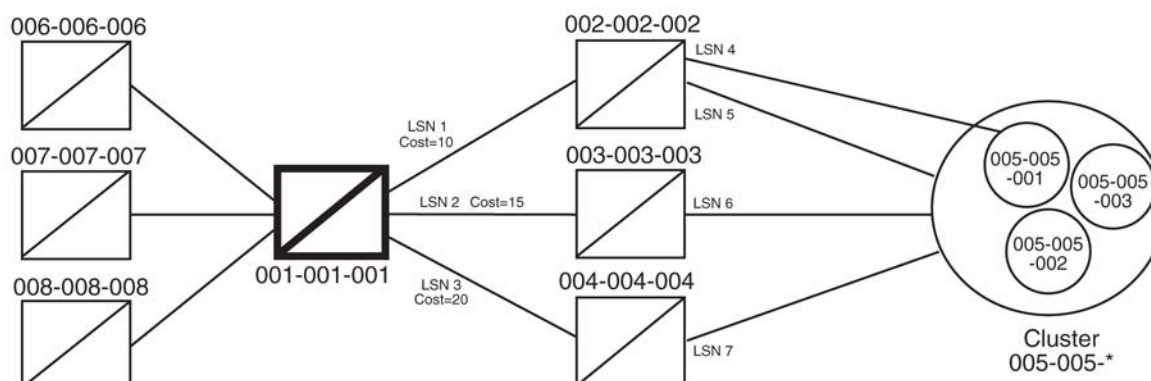 006-006-006
002-002-002
LSN 4
LSN 1
Cost=10
LSN 5
007-007-007
003-003-003
005-005
-001
005-005
-003
LSN 2 Cost=15
LSN 6
005-005
-002
001-001-001
008-008-008
LSN 3
Cost=20
004-004-004
LSN 7
Cluster
005-005-*